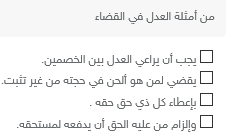 من أمثلة العدل في القضاء
يجب أن يراعي العدل بين الخصمين.
يقضي لمن هو ألحن في حجته من غير تثبت.
بإعطاء كل ذي حق حقه .
وإلزام من عليه الحق أن يدفعه لمستحقه.